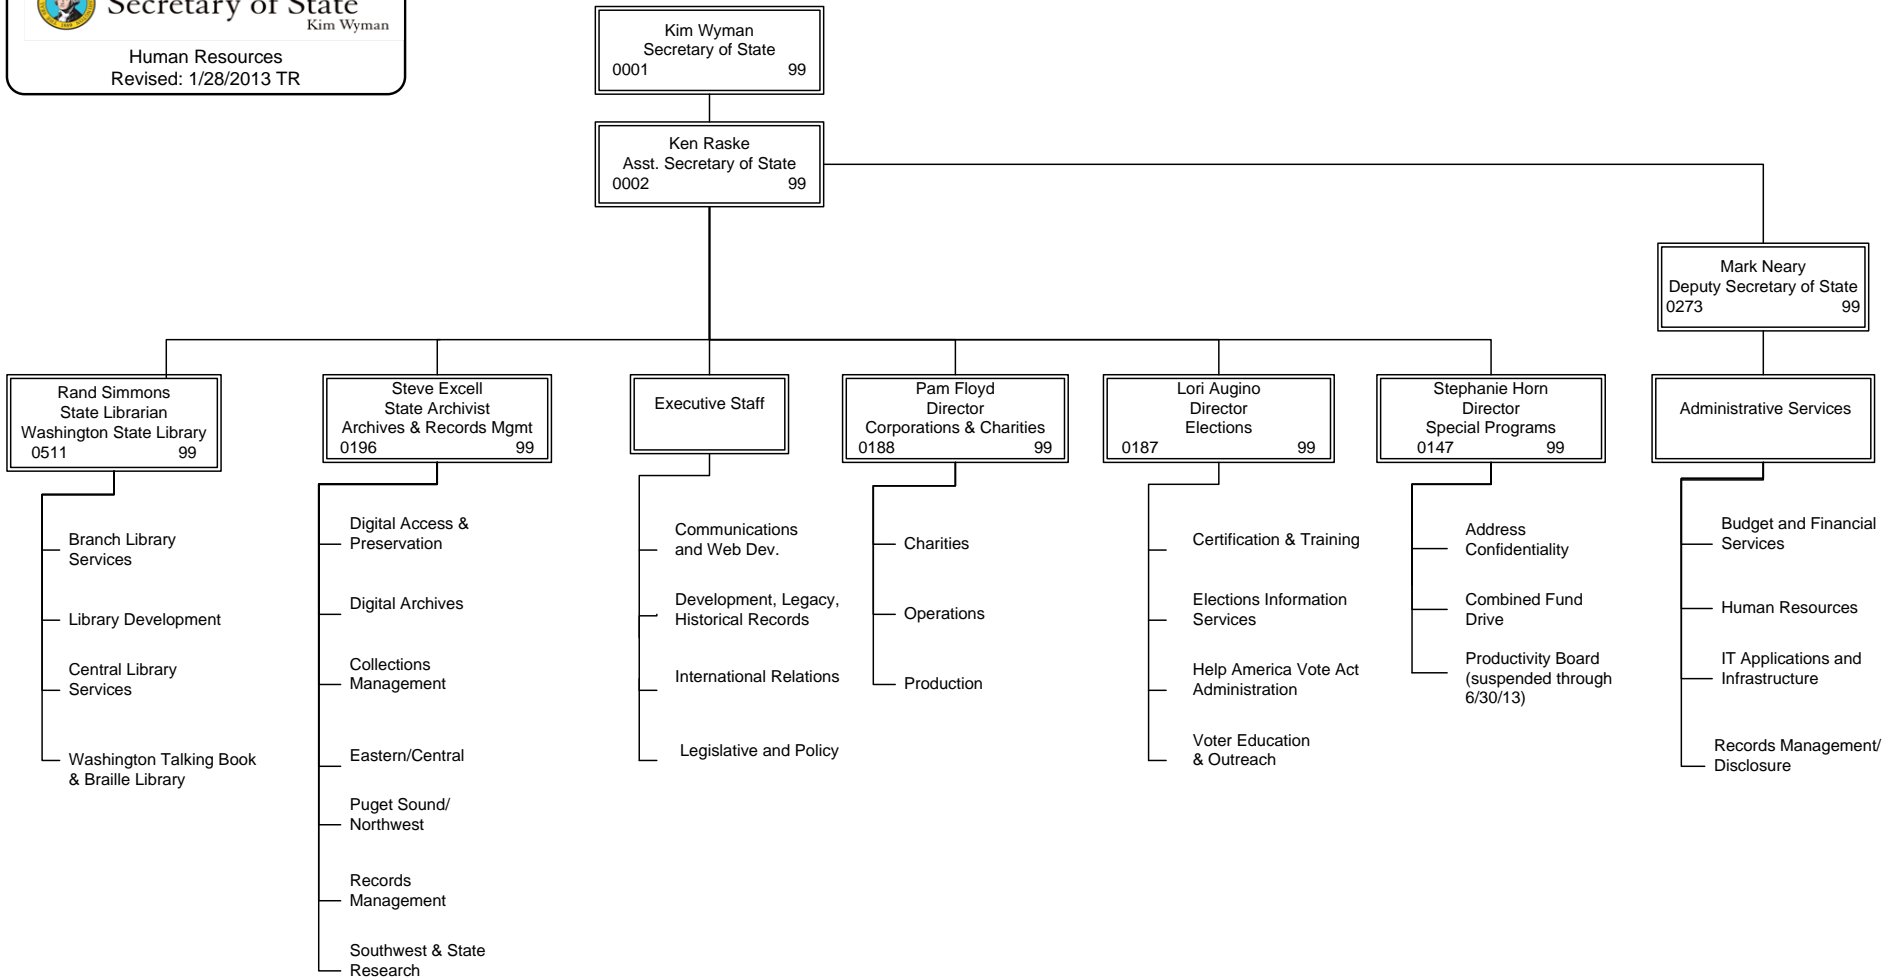 Secretary of State
Kim Wyman
Human Resources
Revised: 1/28/2013 TR
Kim Wyman
Secretary of State
0001 99
Ken Raske
Asst. Secretary of State
0002 99
Mark Neary
Deputy Secretary of State
0273 99
Rand Simmons
State Librarian
Washington State Library
0511 99
Steve Excell
State Archivist
Archives & Records Mgmt
0196 99
Executive Staff
Pam Floyd
Director
Corporations & Charities
0188 99
Lori Augino
Director
Elections
0187 99
Stephanie Horn
Director
Special Programs
0147 99
Administrative Services
Branch Library
Services
Library Development
Central Library
Services
Washington Talking Book
& Braille Library
Digital Access &
Preservation
Digital Archives
Collections
Management
Eastern/Central
Puget Sound/
Northwest
Records
Management
Southwest & State
Research
Communications
and Web Dev.
Development, Legacy,
Historical Records
International Relations
Legislative and Policy
Charities
Operations
Production
Certification & Training
Elections Information
Services
Help America Vote Act
Administration
Voter Education
& Outreach
Address
Confidentiality
Combined Fund
Drive
Productivity Board
(suspended through
6/30/13)
Budget and Financial
Services
Human Resources
IT Applications and
Infrastructure
Records Management/
Disclosure